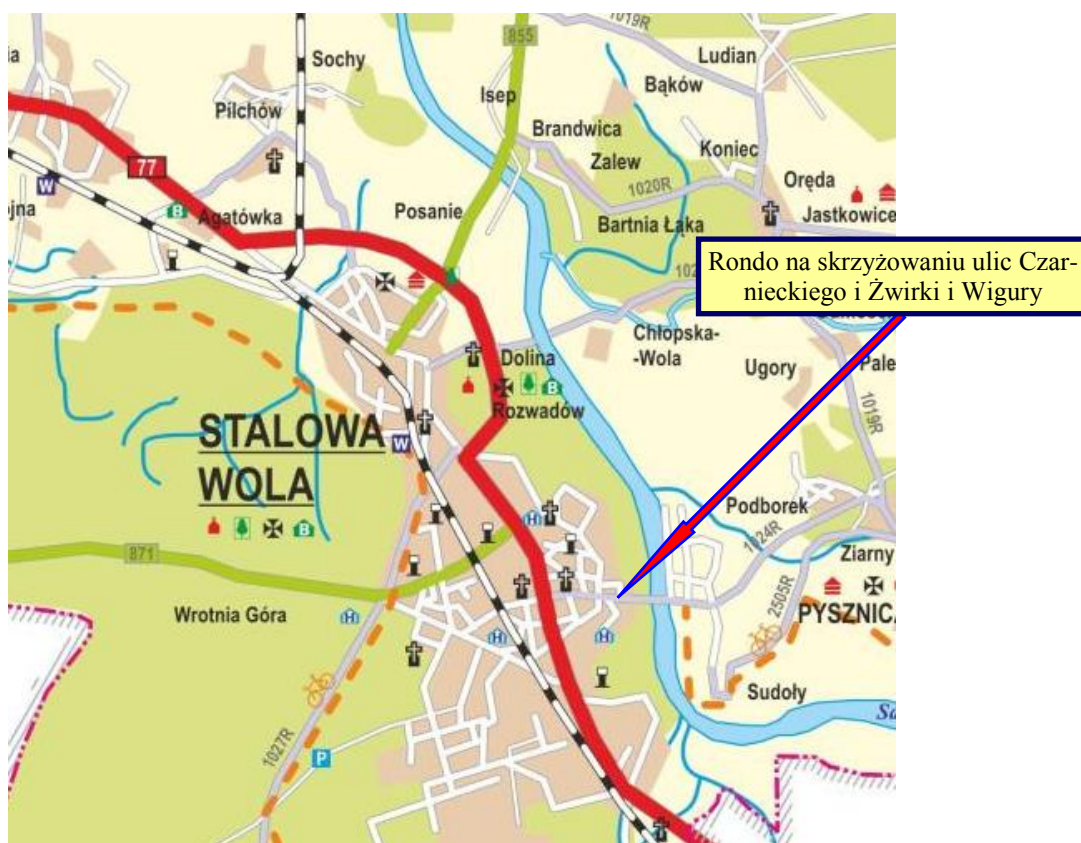 1019R
855
Ludian
Sochy
Bąków
Isep
Pilchów
Brandwica
Koniec
Zalew
77
1020R
Oręda
Posanie
Agatówka
Bartnia Łąka
Jastkowice
Rondo na skrzyżowaniu ulic Czar-
nieckiego i Żwirki i Wigury
Chłopska-
-Wola
Dolina
Ugory
Rozwadów
1019R
STALOWA
WOLA
W
W
B
B
B
Podborek
1024R
871
Ziarny
2505R
Wrotnia Góra
H
H
H
H
Sudoły
1027R
P